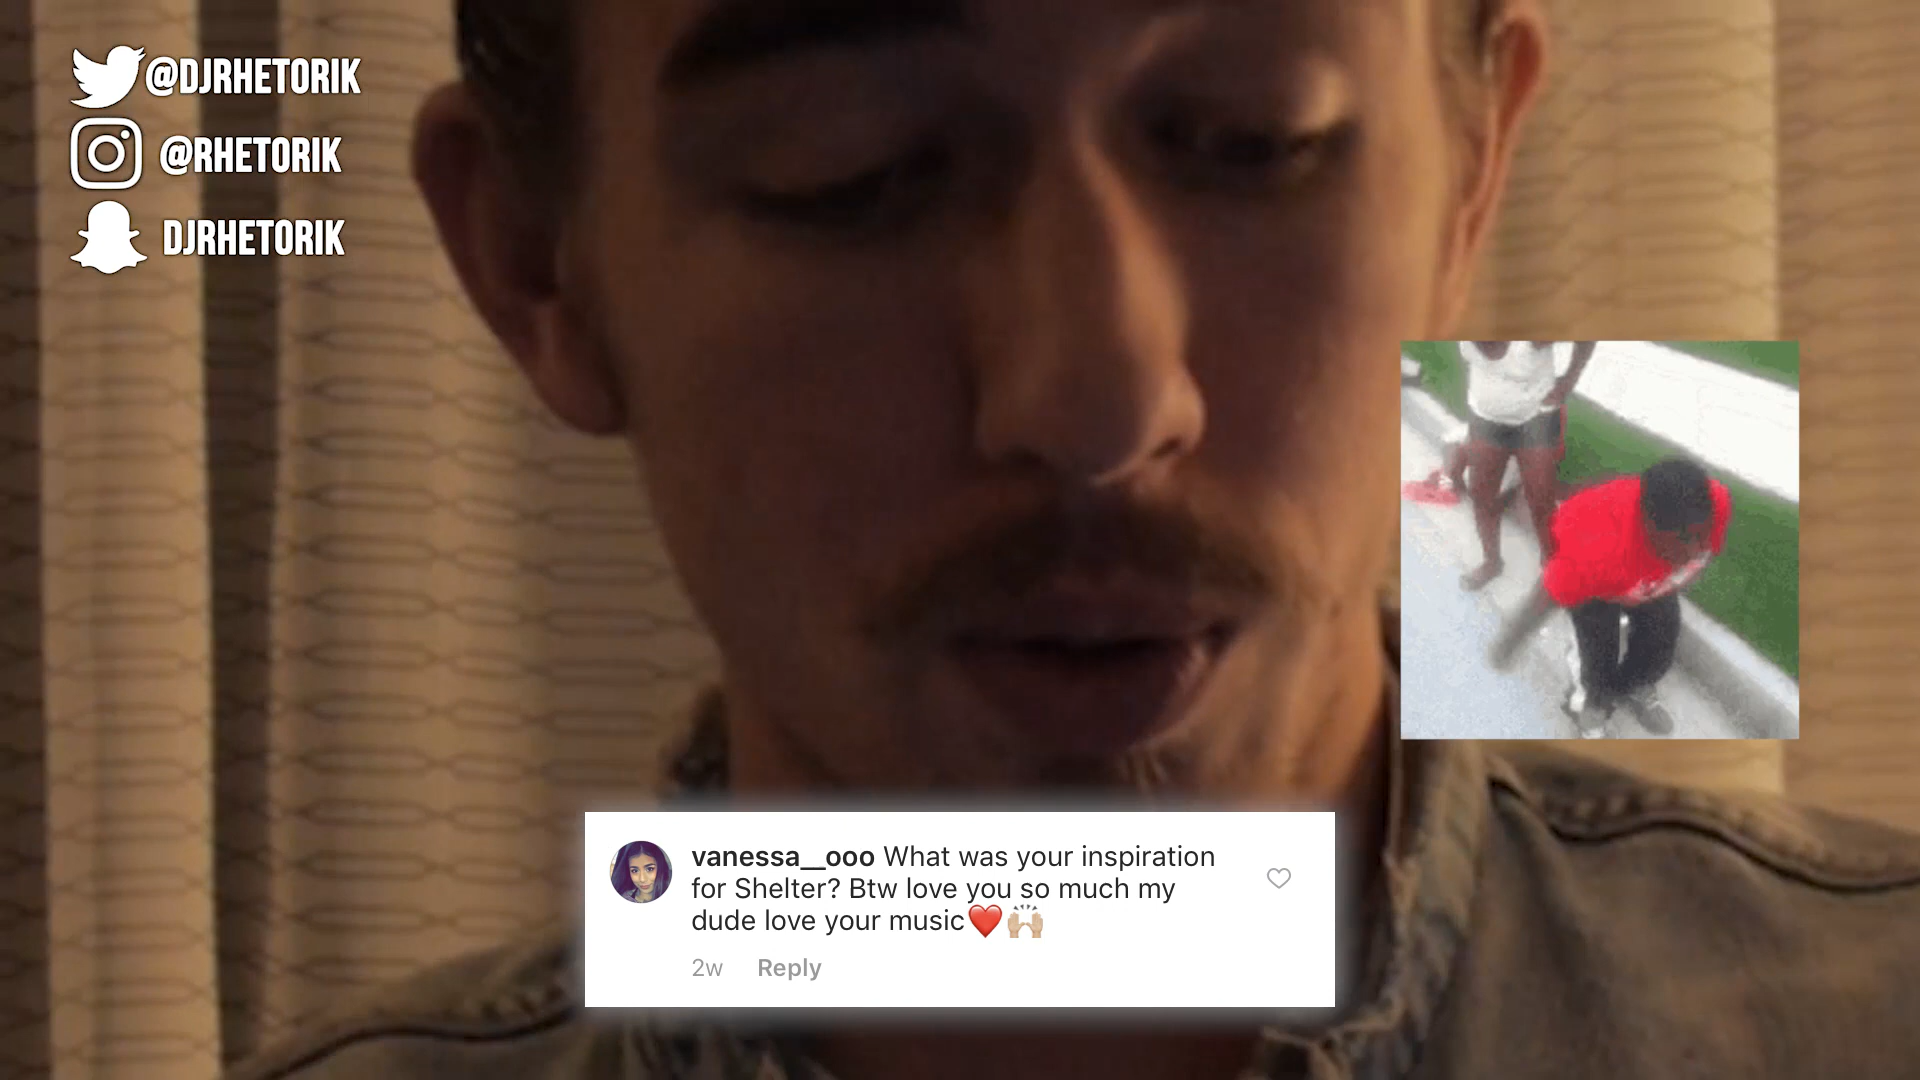 @DJRHETORIK
@RHETORIK
DJRHETORIK
vanessa__ooo What was your inspiration
for Shelter? Btw love you so much my
dude love your music❤️🙌🏼
2w Reply